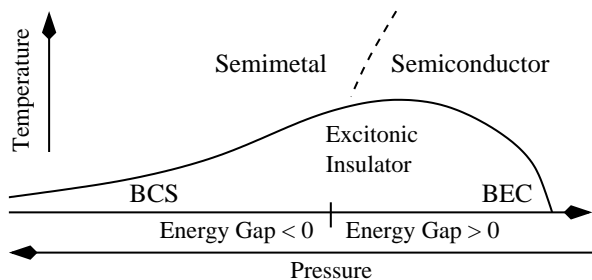 Temperature
Semimetal
Semiconductor
Excitonic
Insulator
BCS
BEC
Energy Gap < 0
Energy Gap > 0
Pressure